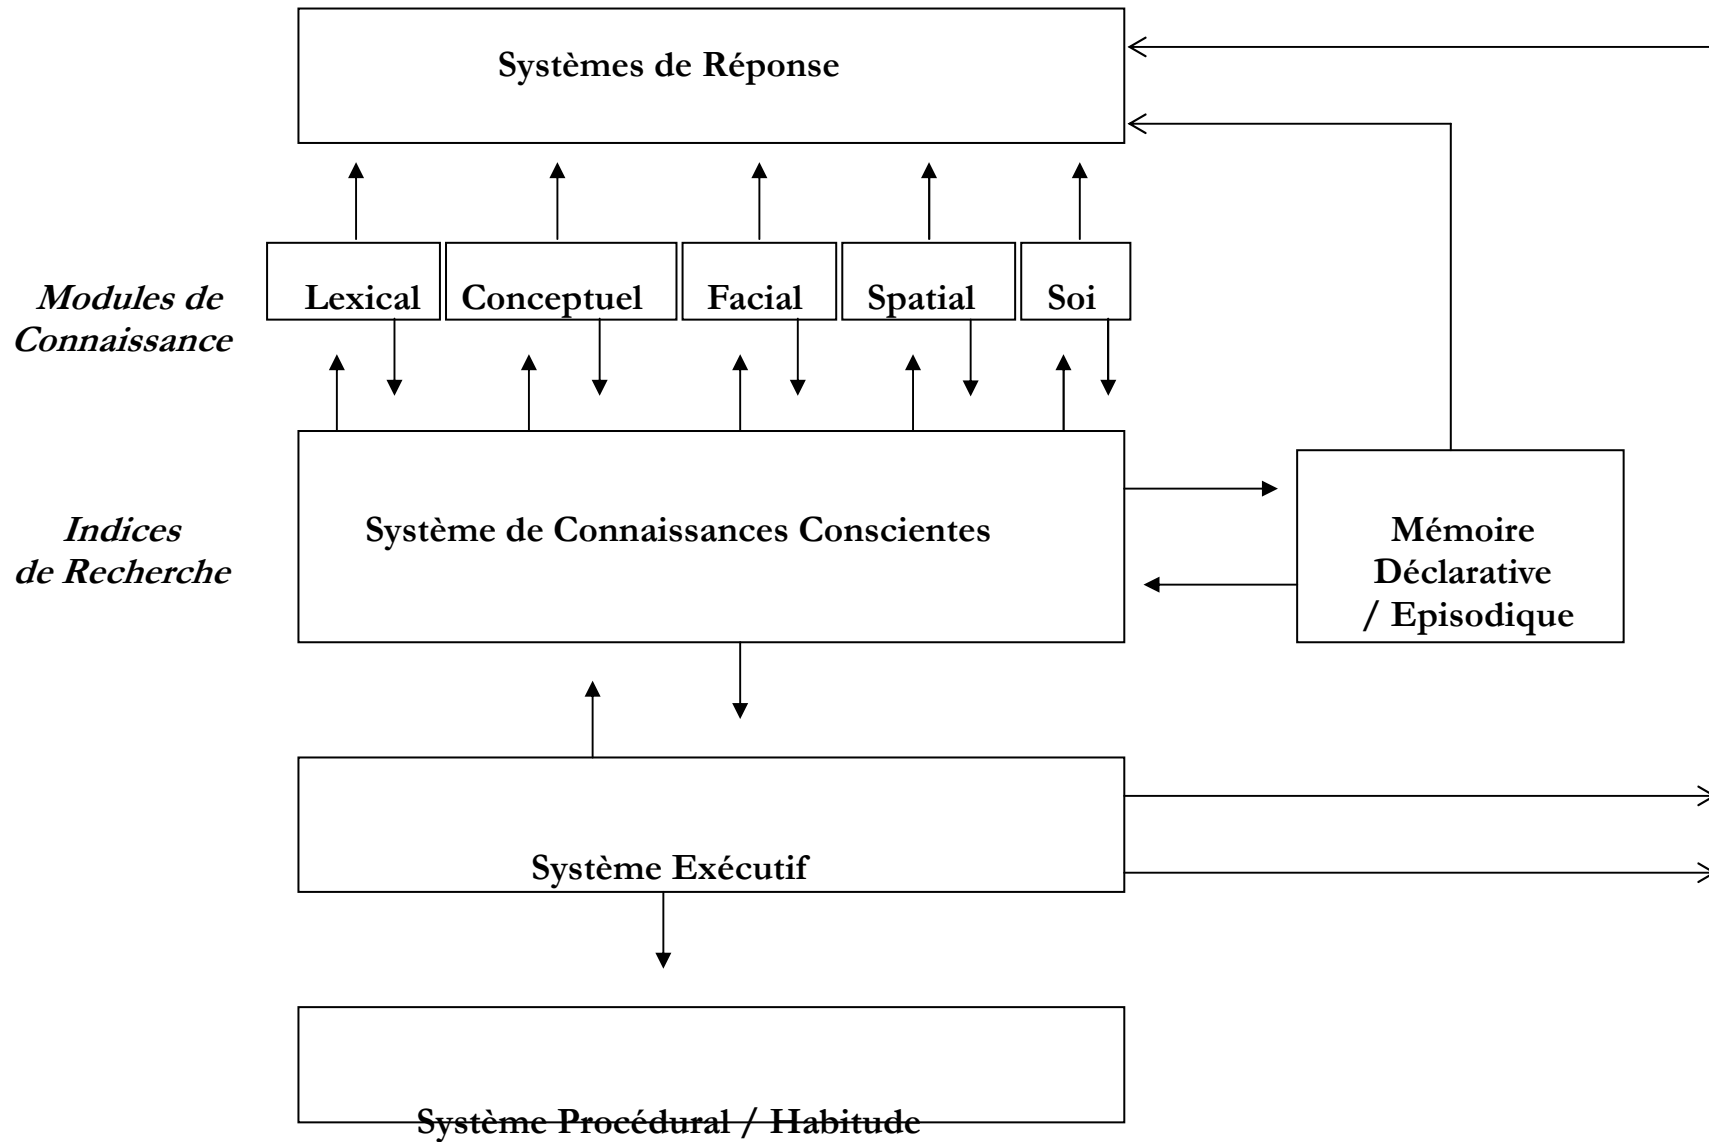 Systèmes de Réponse
Modules de
Connaissance
Lexical
Conceptuel
Facial
Spatial
Soi
Indices
de Recherche
Système de Connaissances Conscientes
Mémoire
Déclarative
/ Episodique
Système Exécutif
Système Procédural / Habitude